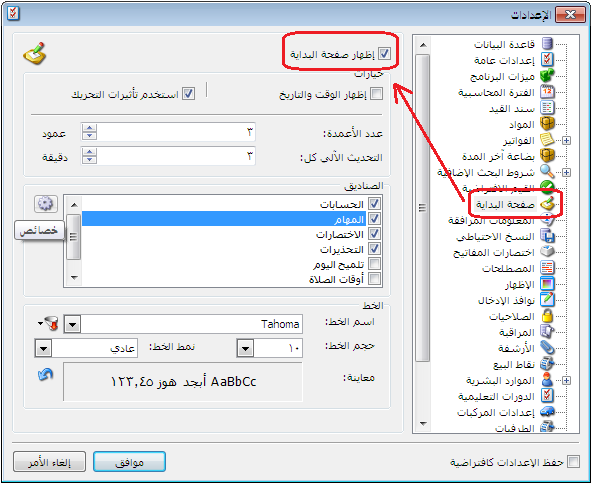 الإعدادات
قاعدة البيانات
إعدادات عامة
ميزات البرنامج
الفترة المحاسبية
سند القيد
المواد
الفواتير
بضاعة آخر المدة
شروط البحث الإضافية
القيم الافتراضية
صفحة البداية
المعلومات المرافقة
النسخ الاحتياطي
اختصارات المفاتيح
المصطلحات
الإظهار
نوافذ الإدخال
الصلاحيات
المراقبة
الأرشفة
نقاط البيع
الموارد البشرية
الدورات التعليمية
إعدادات المركبات
الطرفيات
إظهار صفحة البداية
خيارات
إظهار الوقت والتاريخ
استخدم تأثيرات التحريك
عدد الأعمدة: ٣ عمود
التحديث الآلي كل: ٣ دقيقة
الصناديق
الحسابات
المهام
الاختصارات
التحذيرات
تلميح اليوم
أوقات الصلاة
خصائص
الخط
اسم الخط: Tahoma
حجم الخط: ١٠ نمط الخط: عادي
معاينة: AaBbCc أبجد هوز ١٢٣,٤٥
حفظ الإعدادات كافتراضية
موافق
إلغاء الأمر